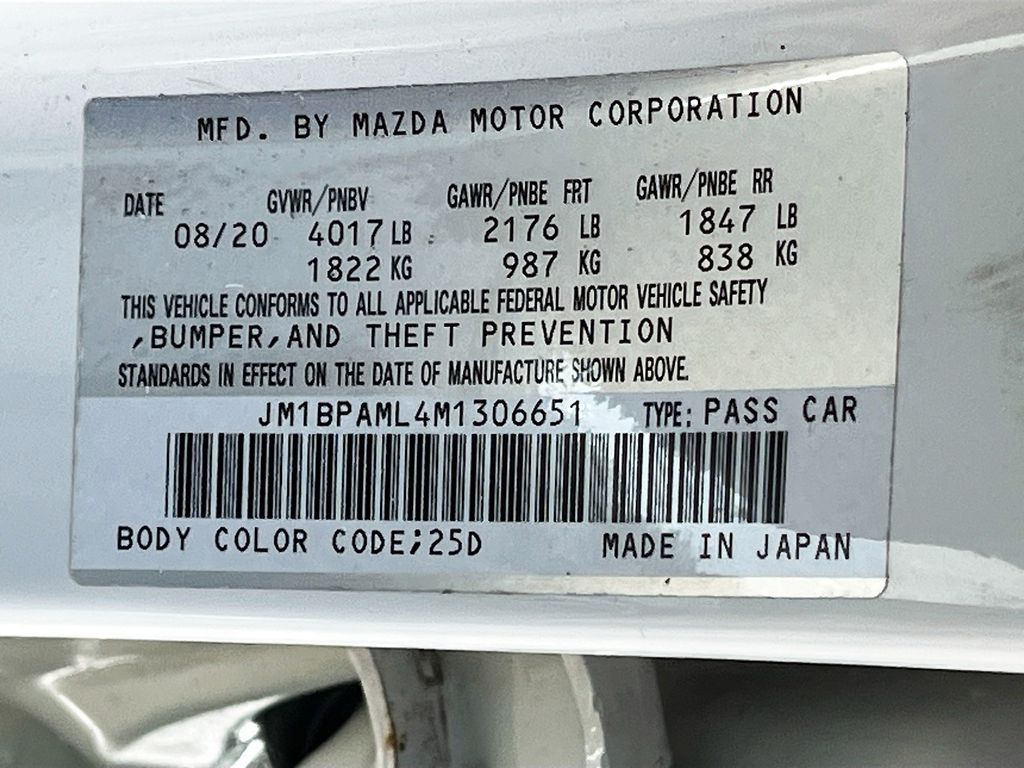 MFD. BY MAZDA MOTOR CORPORATION
DATE GVWR/PNBV GAWR/PNBE FRT GAWR/PNBE RR
08/20 4017 LB 2176 LB 1847 LB
1822 KG 987 KG 838 KG
THIS VEHICLE CONFORMS TO ALL APPLICABLE FEDERAL MOTOR VEHICLE SAFETY
,BUMPER,AND THEFT PREVENTION
STANDARDS IN EFFECT ON THE DATE OF MANUFACTURE SHOWN ABOVE.
JM1BPAML4M1306651 TYPE: PASS CAR
BODY COLOR CODE;25D MADE IN JAPAN